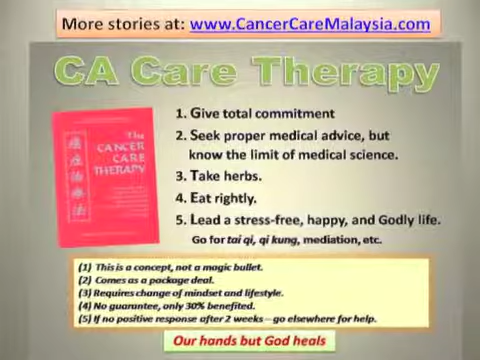 More stories at: www.CancerCareMalaysia.com
CA Care Therapy
1. Give total commitment
2. Seek proper medical advice, but
know the limit of medical science.
3. Take herbs.
4. Eat rightly.
5. Lead a stress-free, happy, and Godly life.
Go for tai qi, qi kung, mediation, etc.
The
CANCER
CARE
THERAPY
(1) This is a concept, not a magic bullet.
(2) Comes as a package deal.
(3) Requires change of mindset and lifestyle.
(4) No guarantee, only 30% benefited.
(5) If no positive response after 2 weeks – go elsewhere for help.
Our hands but God heals